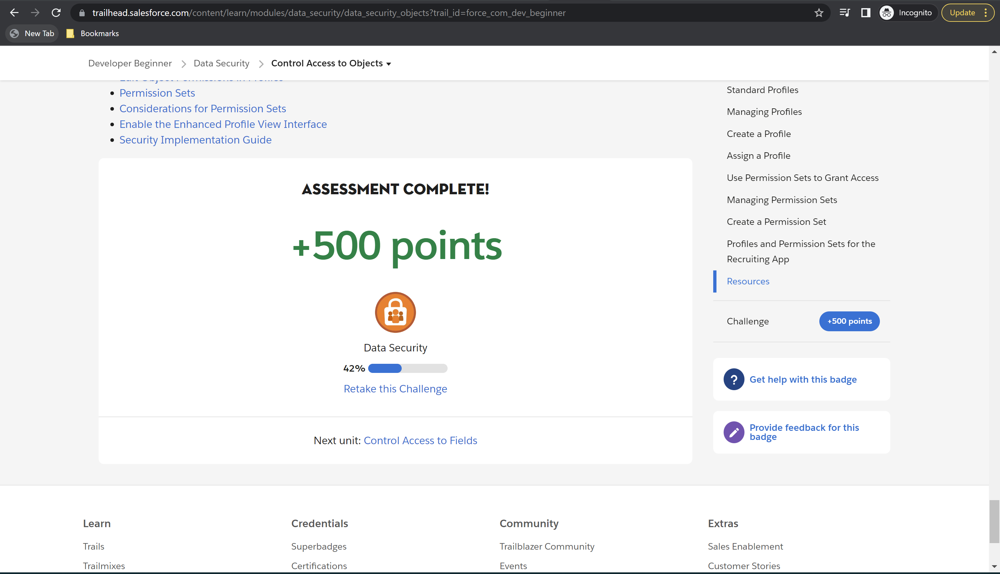 trailhead.salesforce.com/content/learn/modules/data_security/data_security_objects?trail_id=force_com_dev_beginner
Incognito
Update
New Tab
Bookmarks
Developer Beginner
Data Security
Control Access to Objects
Edit Object Permissions in Profiles
Permission Sets
Considerations for Permission Sets
Enable the Enhanced Profile View Interface
Security Implementation Guide
ASSESSMENT COMPLETE!
+500 points
Data Security
42%
Retake this Challenge
Next unit: Control Access to Fields
Standard Profiles
Managing Profiles
Create a Profile
Assign a Profile
Use Permission Sets to Grant Access
Managing Permission Sets
Create a Permission Set
Profiles and Permission Sets for the
Recruiting App
Resources
Challenge
+500 points
? Get help with this badge
Provide feedback for this
badge
Learn
Trails
Trailmixes
Credentials
Superbadges
Certifications
Community
Trailblazer Community
Events
Extras
Sales Enablement
Customer Stories